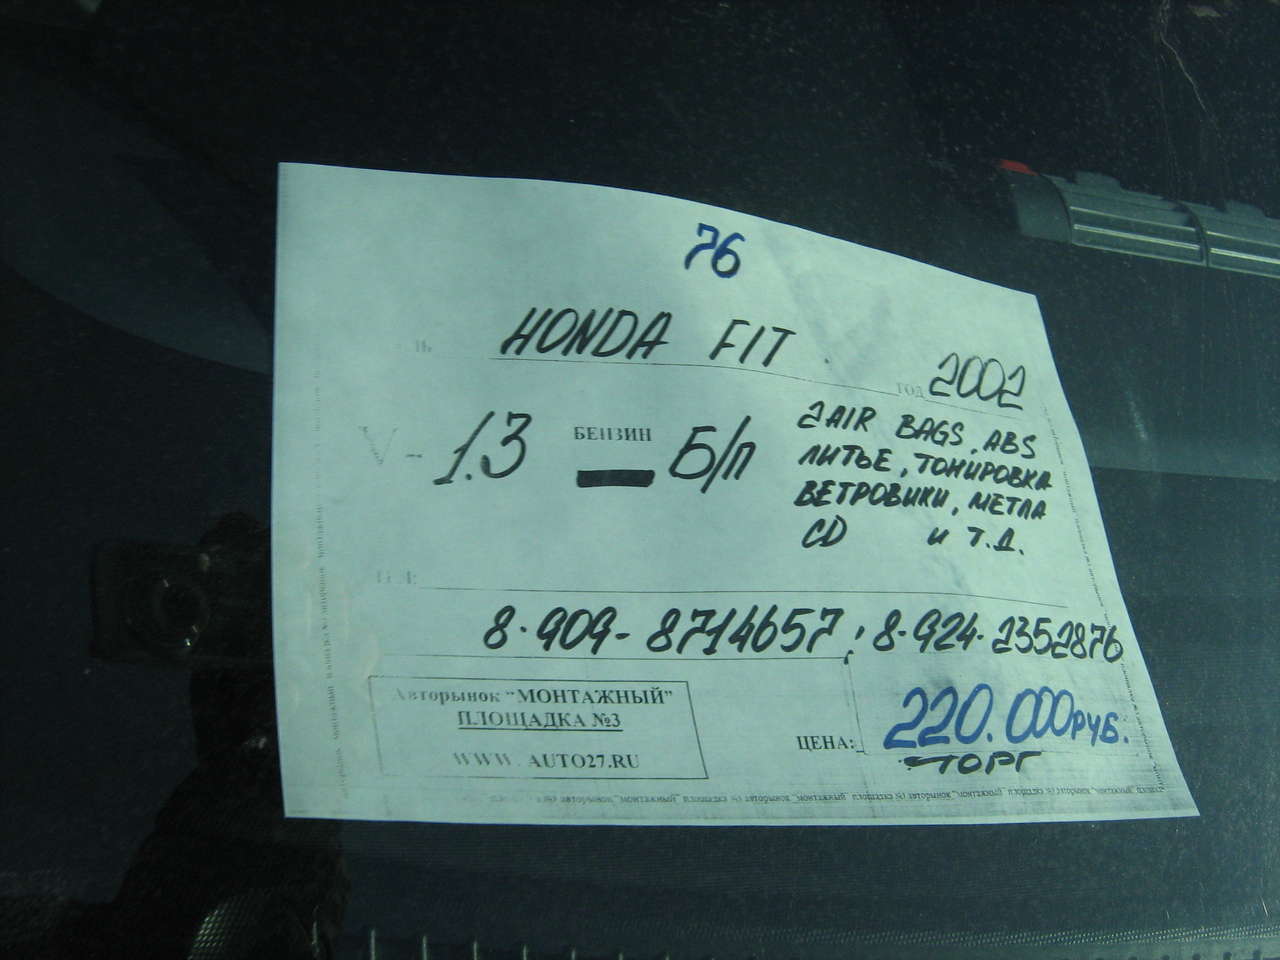 76
HONDA FIT
ГОД 2002
V - 1.3 БЕНЗИН Б/П
2 AIR BAGS, ABS
ЛИТЬЕ, ТОНИРОВКА
ВЕТРОВИКИ, МЕТЛА
CD И Т.Д.
8-909-8714657; 8-924-2352876
Авторынок "МОНТАЖНЫЙ"
ПЛОЩАДКА №3
WWW. AUTO27.RU
ЦЕНА: 220.000 РУБ.
ТОРГ